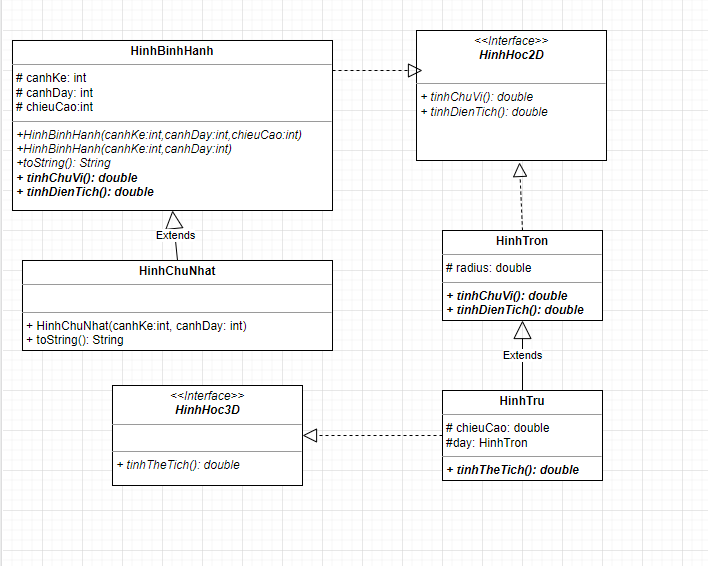 HinhBinhHanh
# canhKe: int
# canhDay: int
# chieuCao:int
+HinhBinhHanh(canhKe:int,canhDay:int,chieuCao:int)
+HinhBinhHanh(canhKe:int,canhDay:int)
+toString(): String
+ tinhChuVi(): double
+ tinhDienTich(): double
<<Interface>>
HinhHoc2D
+ tinhChuVi(): double
+ tinhDienTich(): double
Extends
HinhChuNhat
+ HinhChuNhat(canhKe:int, canhDay: int)
+ toString(): String
HinhTron
# radius: double
+ tinhChuVi(): double
+ tinhDienTich(): double
Extends
<<Interface>>
HinhHoc3D
+ tinhTheTich(): double
HinhTru
# chieuCao: double
#day: HinhTron
+ tinhTheTich(): double